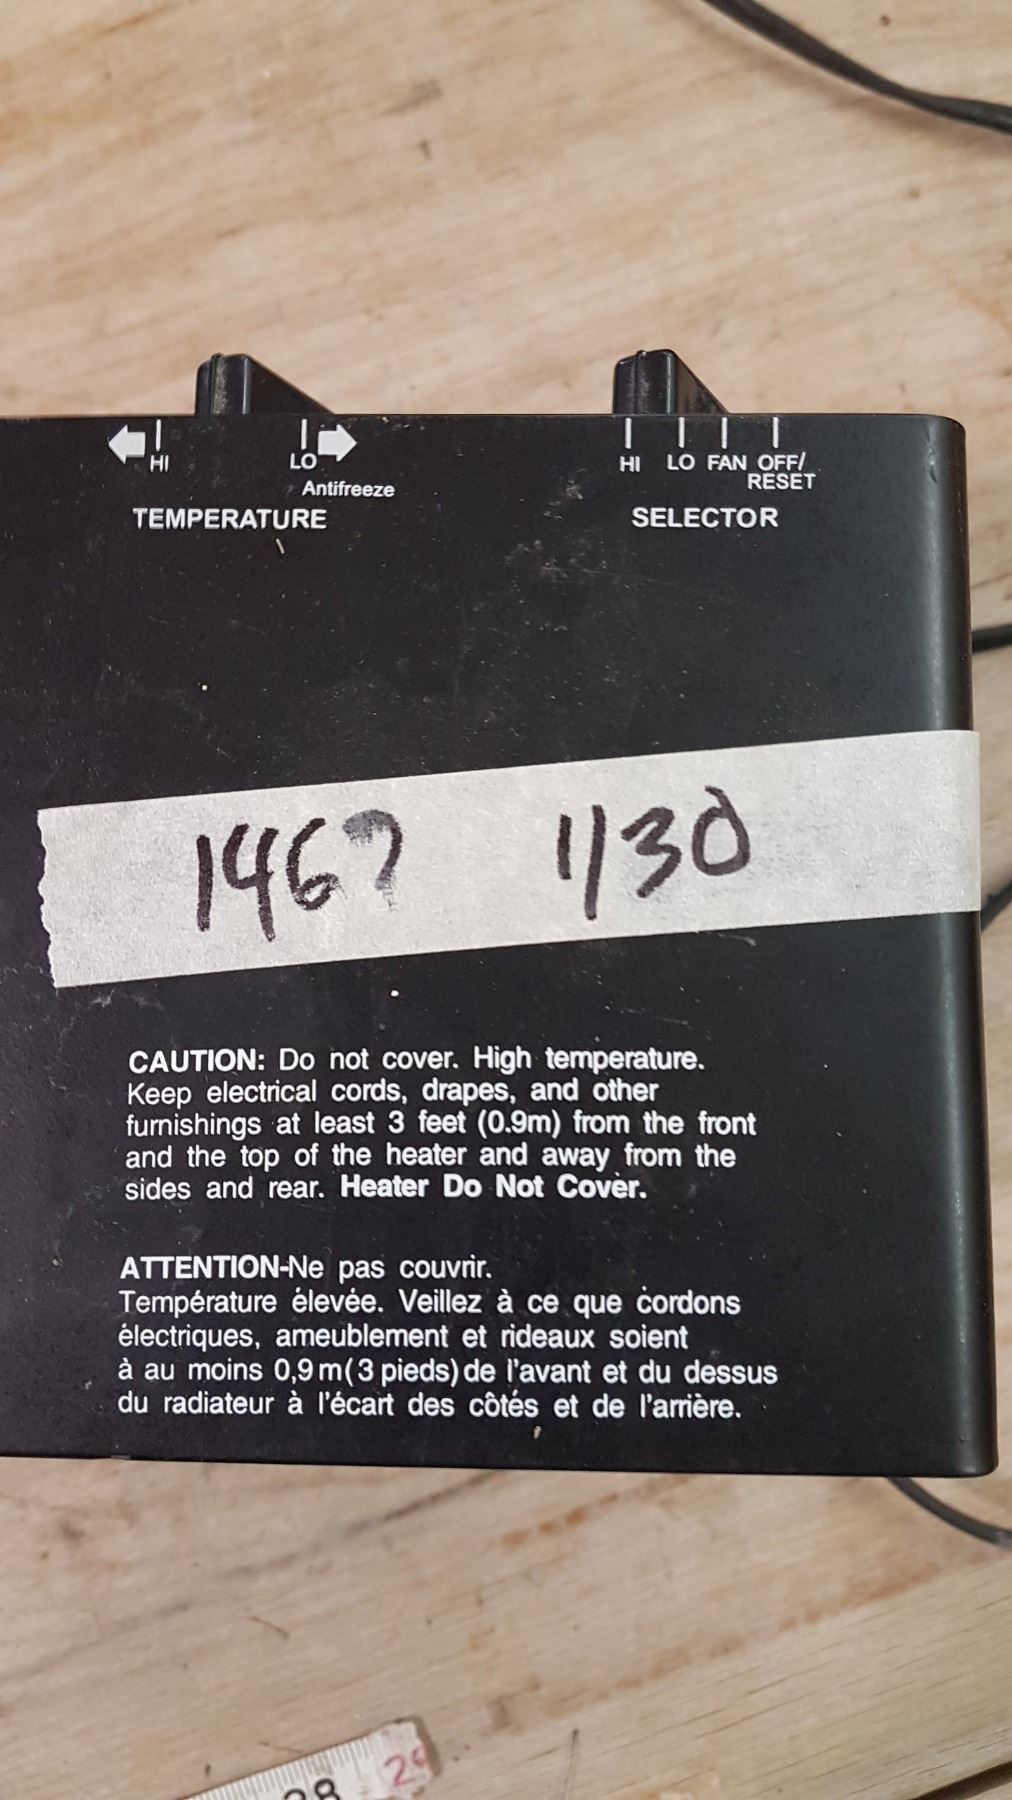 HI LO HI LO FAN OFF/
Antifreeze RESET
TEMPERATURE SELECTOR
1467 1/30
CAUTION: Do not cover. High temperature.
Keep electrical cords, drapes, and other
furnishings at least 3 feet (0.9m) from the front
and the top of the heater and away from the
sides and rear. Heater Do Not Cover.
ATTENTION-Ne pas couvrir.
Température élevée. Veillez à ce que cordons
électriques, ameublement et rideaux soient
à au moins 0,9m(3 pieds)de l'avant et du dessus
du radiateur à l'écart des côtés et de l'arrière.
28 29